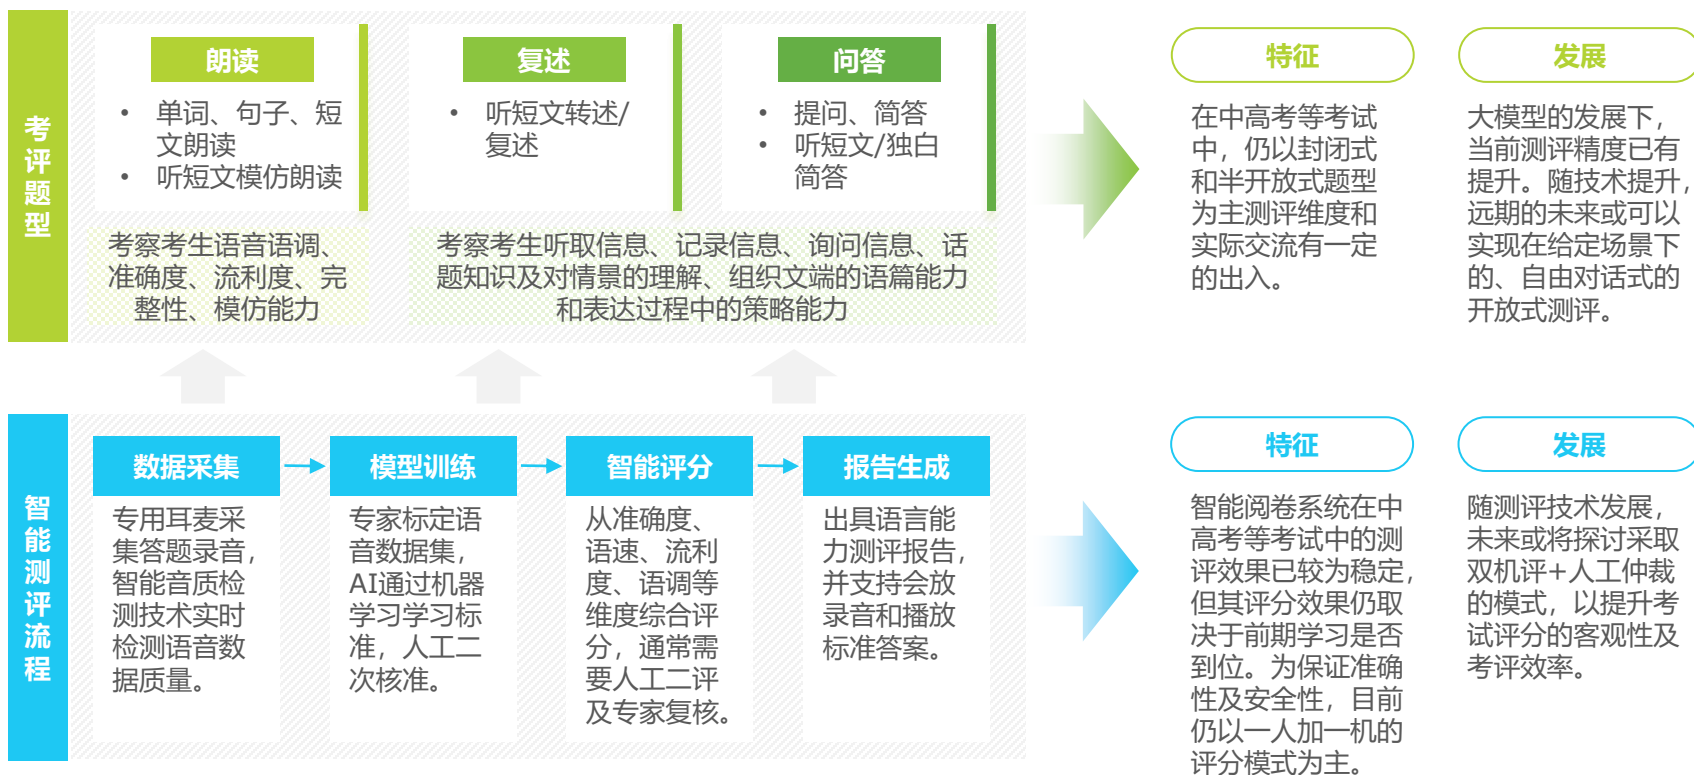 考评题型
朗读
• 单词、句子、短
文朗读
• 听短文模仿朗读
复述
• 听短文转述/
复述
问答
• 提问、简答
• 听短文/独白
简答
考察考生语音语调、
准确度、流利度、完
整性、模仿能力
考察考生听取信息、记录信息、询问信息、话
题知识及对情景的理解、组织文端的语篇能力
和表达过程中的策略能力
特征
在中高考等考试
中，仍以封闭式
和半开放式题型
为主测评维度和
实际交流有一定
的出入。
发展
大模型的发展下，
当前测评精度已有
提升。随技术提升，
远期的未来或可以
实现在给定场景下
的、自由对话式的
开放式测评。
智能测评流程
数据采集
专用耳麦采
集答题录音，
智能音质检
测技术实时
检测语音数
据质量。
模型训练
专家标定语
音数据集，
AI通过机器
学习学习标
准，人工二
次核准。
智能评分
从准确度、
语速、流利
度、语调等
维度综合评
分，通常需
要人工二评
及专家复核。
报告生成
出具语言能
力测评报告，
并支持会放
录音和播放
标准答案。
特征
智能阅卷系统在中
高考等考试中的测
评效果已较为稳定，
但其评分效果仍取
决于前期学习是否
到位。为保证准确
性及安全性，目前
仍以一人加一机的
评分模式为主。
发展
随测评技术发展，
未来或将探讨采取
双机评+人工仲裁
的模式，以提升考
试评分的客观性及
考评效率。